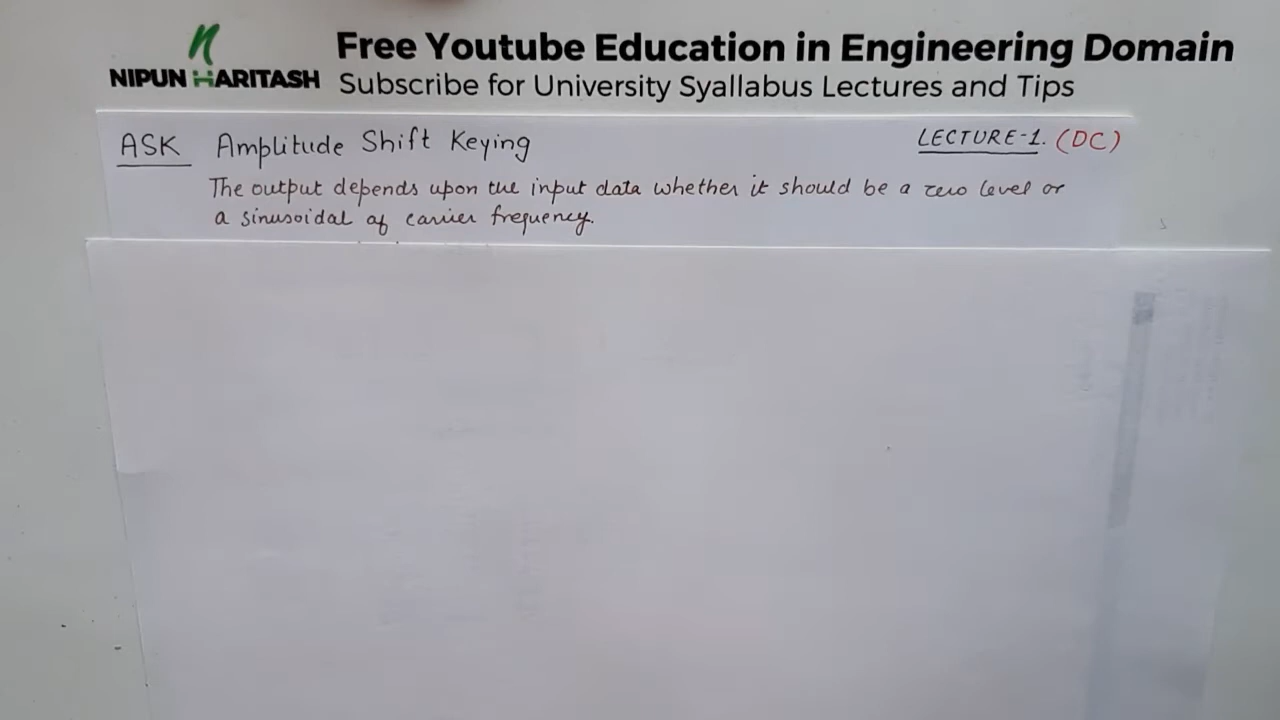 NIPUN HARITASH
Free Youtube Education in Engineering Domain
Subscribe for University Syallabus Lectures and Tips
ASK Amplitude Shift Keying LECTURE-1. (DC)
The output depends upon the input data whether it should be a zero level or
a sinusoidal of carrier frequency.